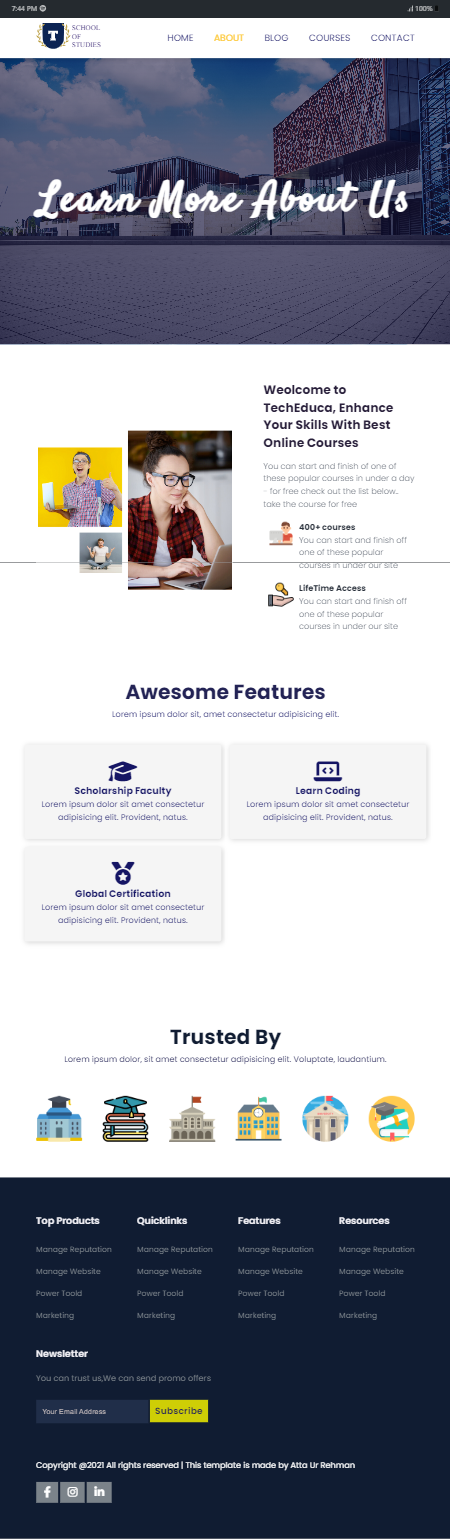 7:44 PM
100%
SCHOOL
OF
STUDIES
HOME ABOUT BLOG COURSES CONTACT
Learn More About Us
Weolcome to
TechEduca, Enhance
Your Skills With Best
Online Courses
You can start and finish of one of
these popular courses in under a day
- for free check out the list below..
take the course for free
400+ courses
You can start and finish off
one of these popular
courses in under our site
LifeTime Access
You can start and finish off
one of these popular
courses in under our site
Awesome Features
Lorem ipsum dolor sit, amet consectetur adipisicing elit.
Scholarship Faculty
Lorem ipsum dolor sit amet consectetur
adipisicing elit. Provident, natus.
Learn Coding
Lorem ipsum dolor sit amet consectetur
adipisicing elit. Provident, natus.
Global Certification
Lorem ipsum dolor sit amet consectetur
adipisicing elit. Provident, natus.
Trusted By
Lorem ipsum dolor, sit amet consectetur adipisicing elit. Voluptate, laudantium.
Top Products
Manage Reputation
Manage Website
Power Toold
Marketing
Quicklinks
Manage Reputation
Manage Website
Power Toold
Marketing
Features
Manage Reputation
Manage Website
Power Toold
Marketing
Resources
Manage Reputation
Manage Website
Power Toold
Marketing
Newsletter
You can trust us,We can send promo offers
Your Email Address
Subscribe
Copyright @2021 All rights reserved | This template is made by Atta Ur Rehman